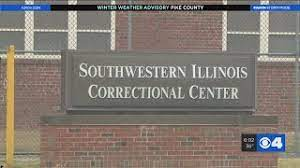 WINTER WEATHER ADVISORY PIKE COUNTY
SOUTHWESTERN ILLINOIS
CORRECTIONAL CENTER
4